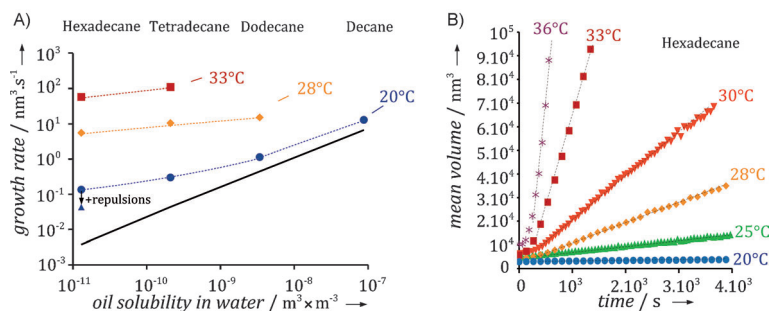 A)
Hexadecane Tetradecane Dodecane Decane
growth rate / nm³.s⁻¹ →
10³
10²
10¹
10⁰
10⁻¹
10⁻²
10⁻³
33°C
28°C
20°C
+repulsions
10⁻¹¹ 10⁻¹⁰ 10⁻⁹ 10⁻⁸ 10⁻⁷
oil solubility in water / m³×m⁻³ →
B)
Hexadecane
mean volume / nm³ →
10⁵
9.10⁴
8.10⁴
7.10⁴
6.10⁴
5.10⁴
4.10⁴
3.10⁴
2.10⁴
10⁴
0
36°C
33°C
30°C
28°C
25°C
20°C
0 10³ 2.10³ 3.10³ 4.10³
time / s →